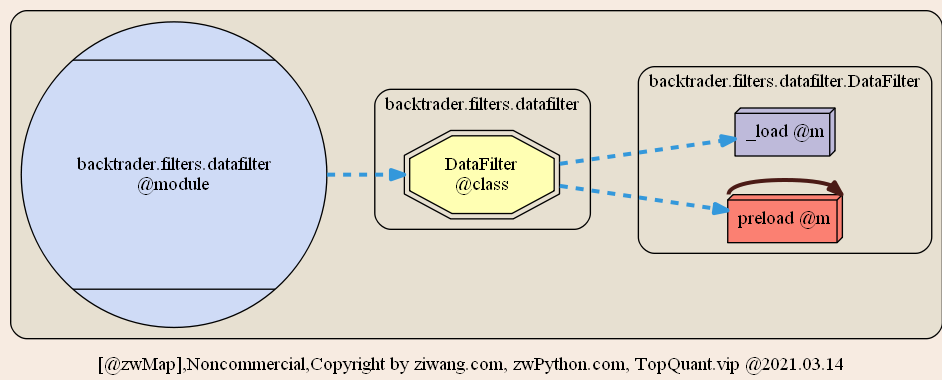 backtrader.filters.datafilter
@module
backtrader.filters.datafilter
DataFilter
@class
backtrader.filters.datafilter.DataFilter
_load @m
preload @m
[@zwMap],Noncommercial,Copyright by ziwang.com, zwPython.com, TopQuant.vip @2021.03.14